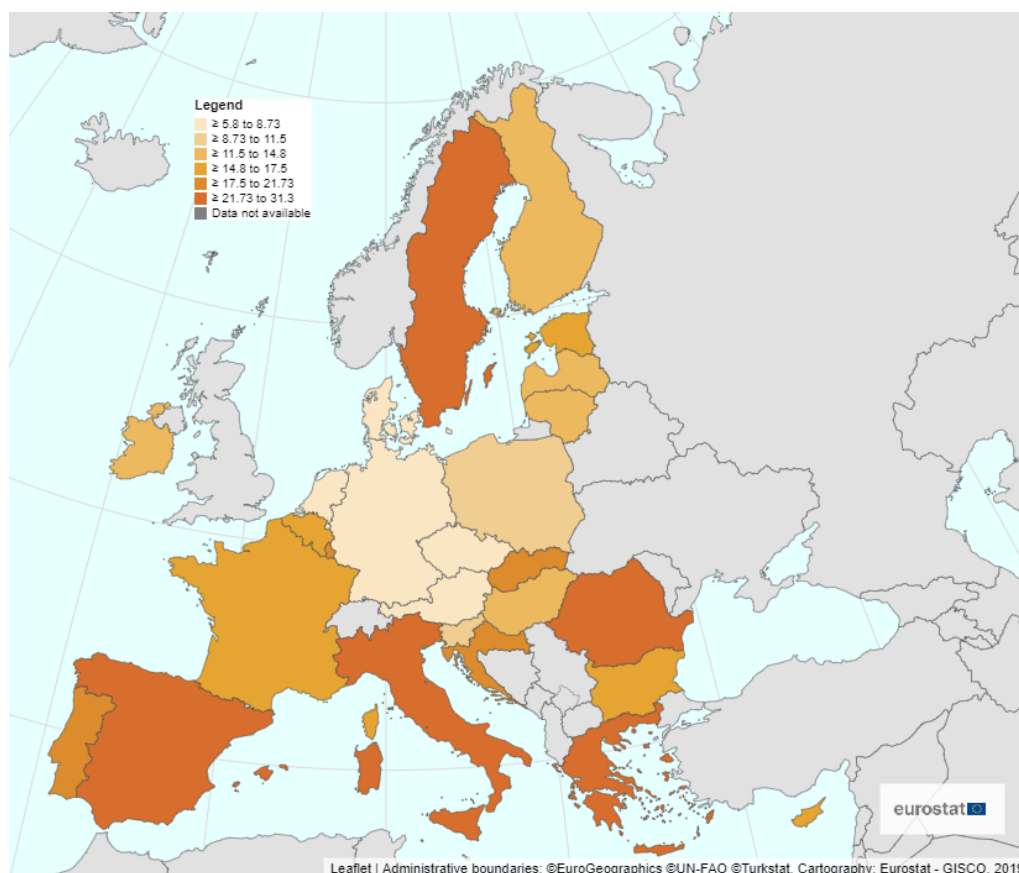 Legend
≥ 5.8 to 8.73
≥ 8.73 to 11.5
≥ 11.5 to 14.8
≥ 14.8 to 17.5
≥ 17.5 to 21.73
≥ 21.73 to 31.3
Data not available
eurostat
Leaflet | Administrative boundaries: ©EuroGeographics ©UN-FAO ©Turkstat, Cartography: Eurostat - GISCO, 2019